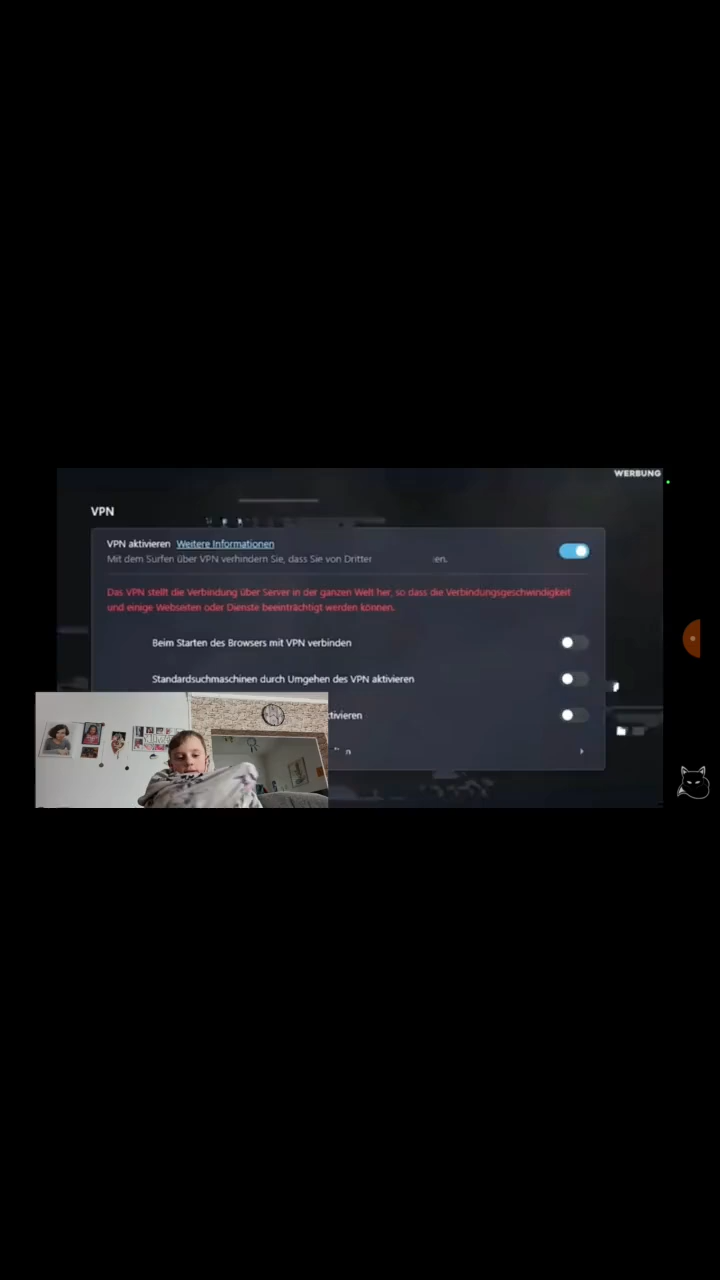 WERBUNG
VPN
VPN aktivieren Weitere Informationen
Mit dem Surfen über VPN verhindern Sie, dass Sie von Dritter
Das VPN stellt die Verbindung über Server in der ganzen Welt her, so dass die Verbindungsgeschwindigkeit
und einige Webseiten oder Dienste beeinträchtigt werden können.
Beim Starten des Browsers mit VPN verbinden
Standardsuchmaschinen durch Umgehen des VPN aktivieren
ktivieren